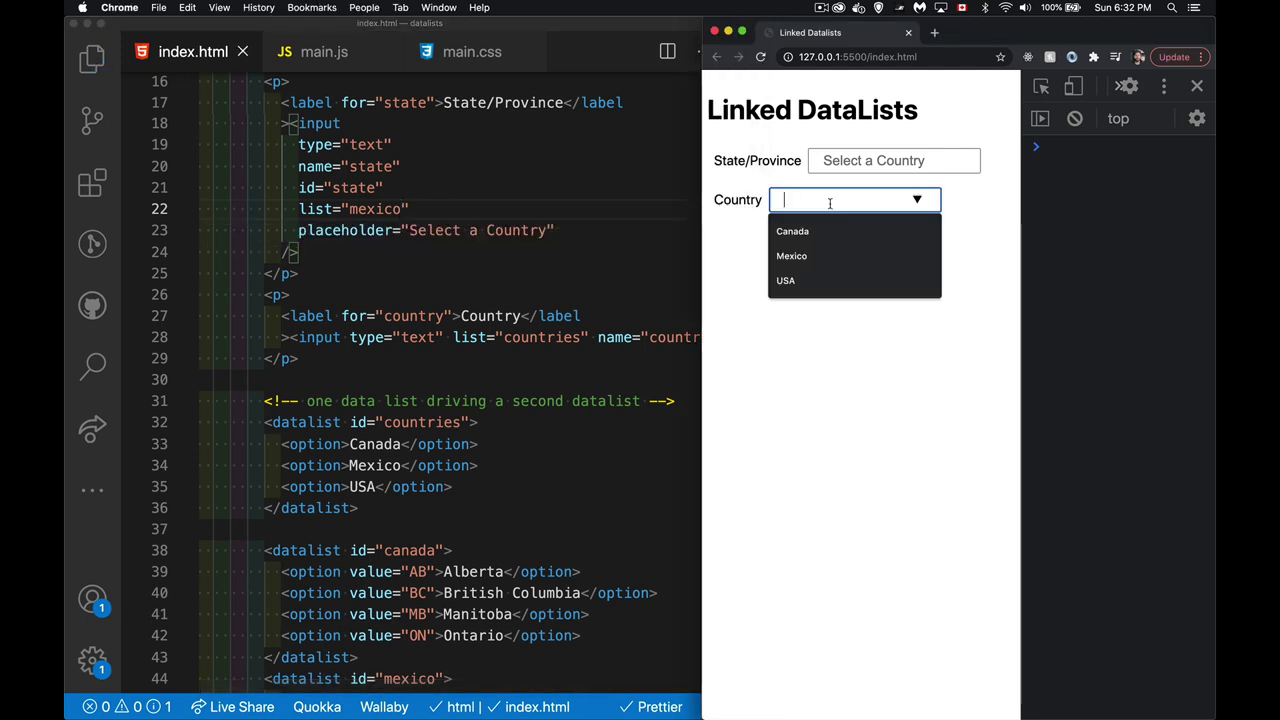 Chrome File Edit View History Bookmarks People Tab Window Help 100% Sun 6:32 PM
index.html — datalists
index.html JS main.js main.css
16 <p>
17 <label for="state">State/Province</label
18 ><input
19 type="text"
20 name="state"
21 id="state"
22 list="mexico"
23 placeholder="Select a Country"
24 />
25 </p>
26 <p>
27 <label for="country">Country</label
28 ><input type="text" list="countries" name="countr
29 </p>
30
31 <!-- one data list driving a second datalist -->
32 <datalist id="countries">
33 <option>Canada</option>
34 <option>Mexico</option>
35 <option>USA</option>
36 </datalist>
37
38 <datalist id="canada">
39 <option value="AB">Alberta</option>
40 <option value="BC">British Columbia</option>
41 <option value="MB">Manitoba</option>
42 <option value="ON">Ontario</option>
43 </datalist>
44 <datalist id="mexico">
1
1
0 0 1 Live Share Quokka Wallaby html | index.html Prettier
Linked Datalists
127.0.0.1:5500/index.html Update
Linked DataLists
State/Province Select a Country
Country
Canada
Mexico
USA
top